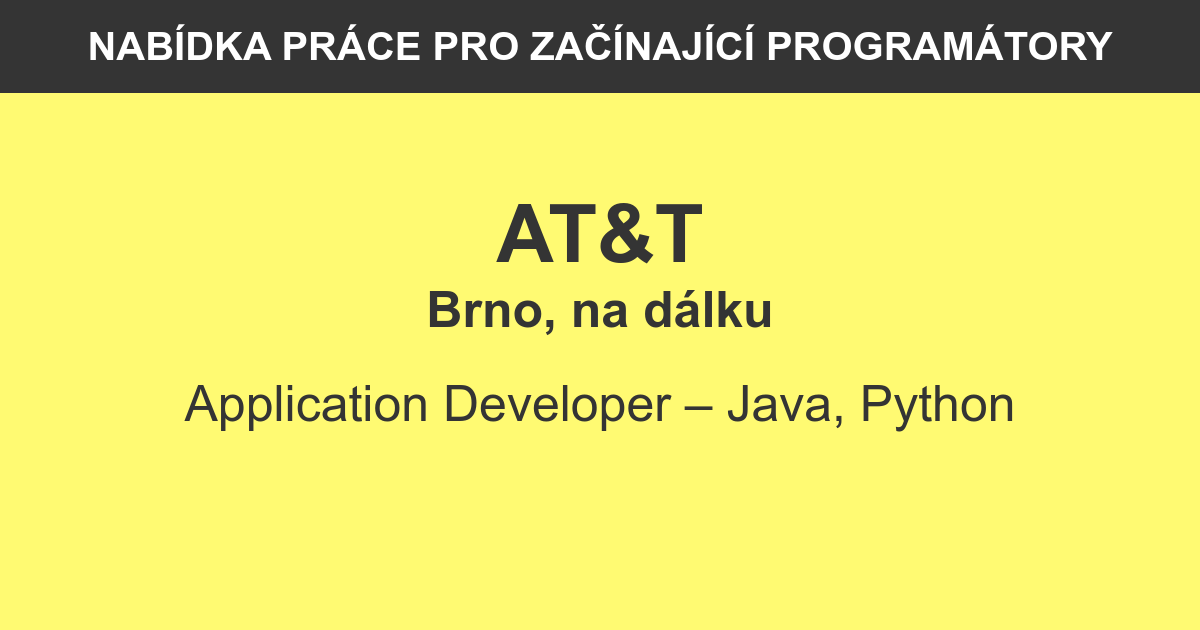 NABÍDKA PRÁCE PRO ZAČÍNAJÍCÍ PROGRAMÁTORY
AT&T
Brno, na dálku
Application Developer – Java, Python